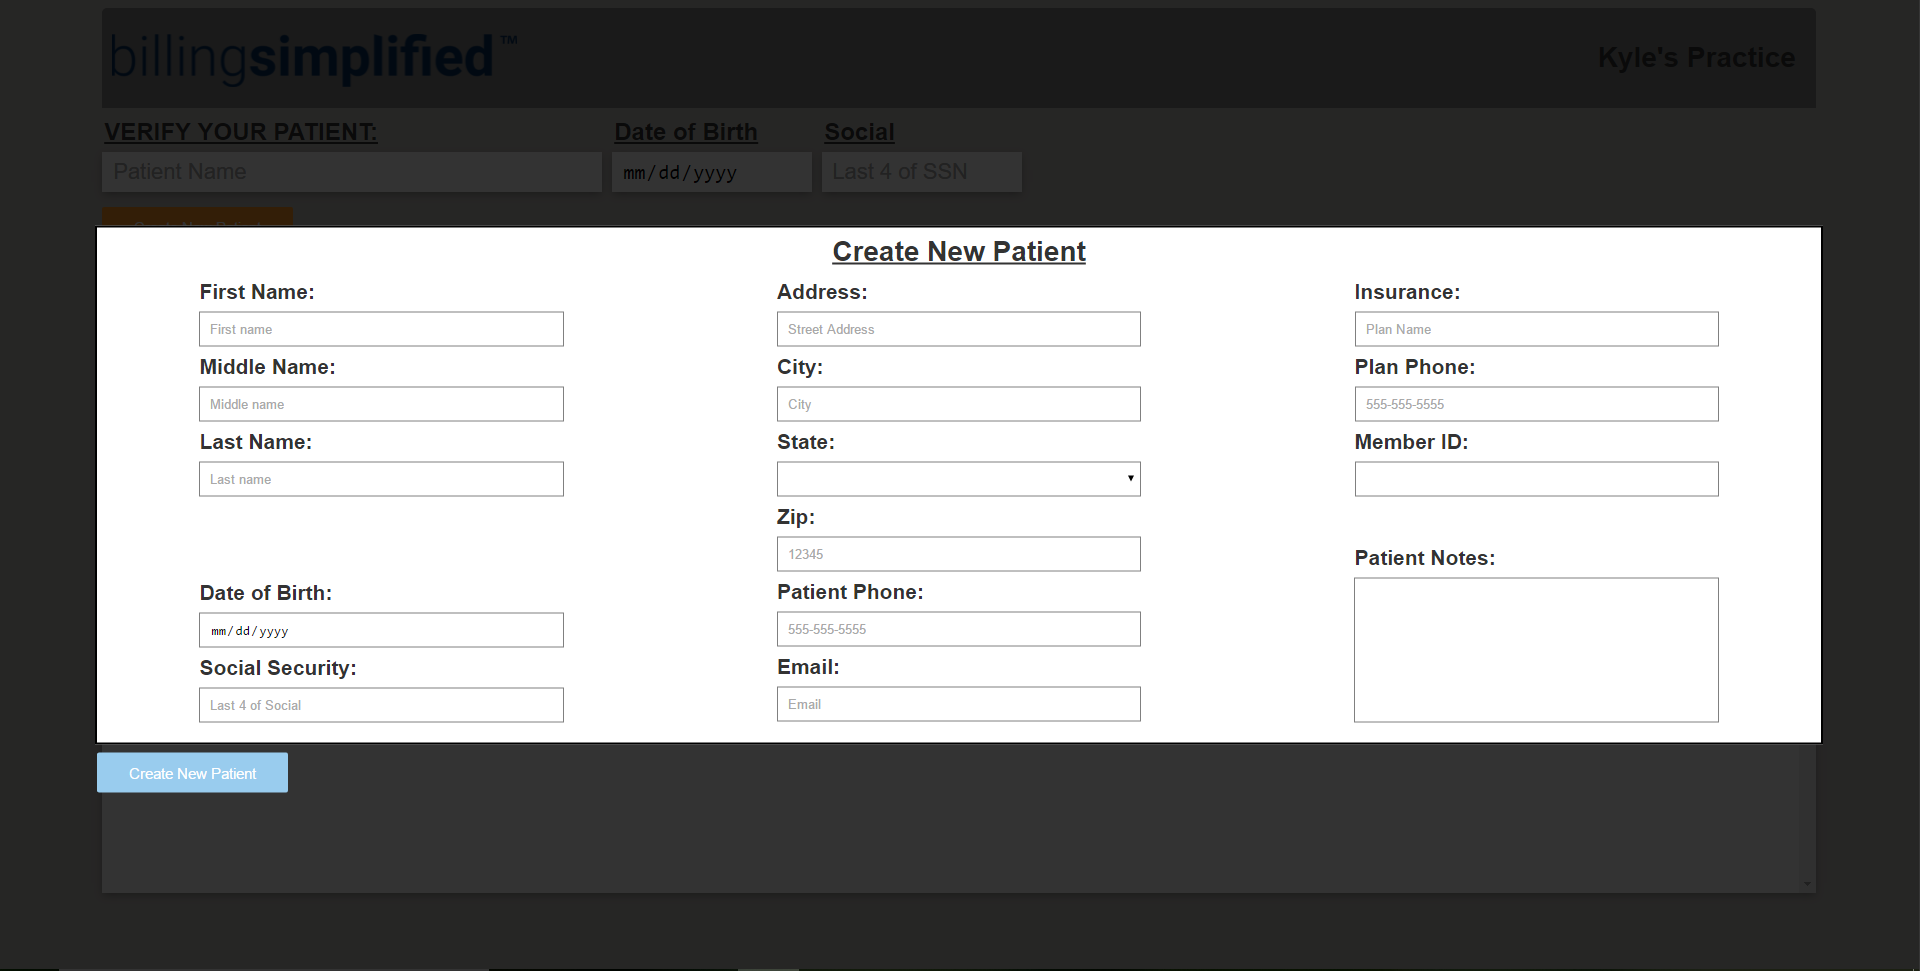 billingsimplified™
Kyle's Practice
VERIFY YOUR PATIENT: Date of Birth Social
Patient Name mm/dd/yyyy Last 4 of SSN
Create New Patient
First Name:
First name
Middle Name:
Middle name
Last Name:
Last name
Date of Birth:
mm/dd/yyyy
Social Security:
Last 4 of Social
Address:
Street Address
City:
City
State:
Zip:
12345
Patient Phone:
555-555-5555
Email:
Email
Insurance:
Plan Name
Plan Phone:
555-555-5555
Member ID:
Patient Notes:
Create New Patient